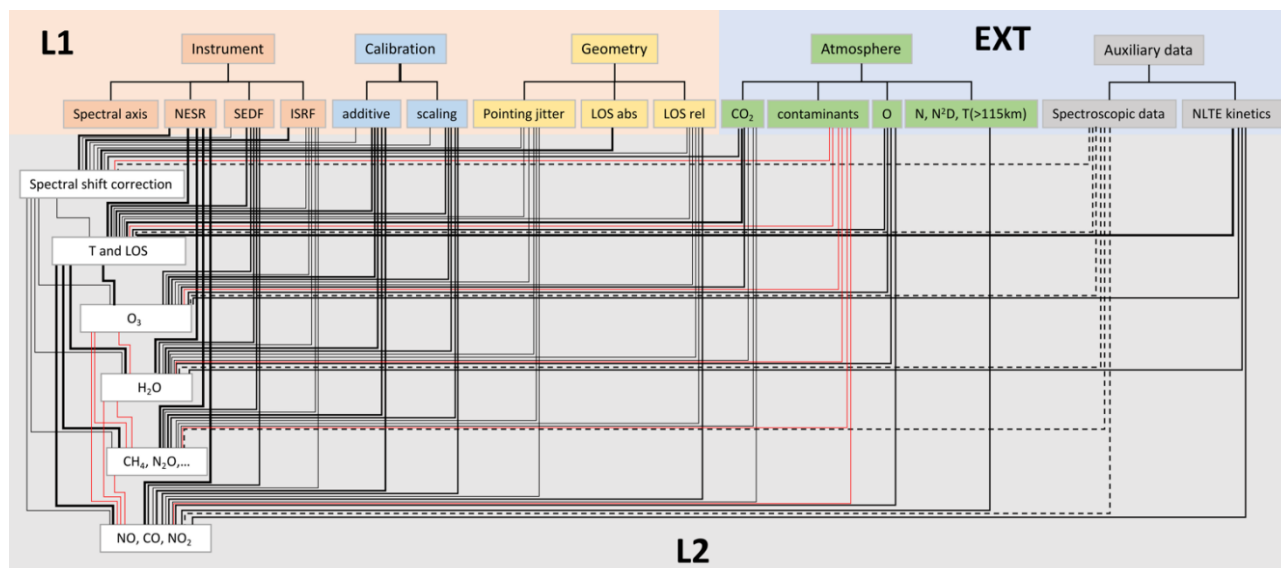 L1
EXT
Instrument
Calibration
Geometry
Atmosphere
Auxiliary data
Spectral axis
NESR
SEDF
ISRF
additive
scaling
Pointing jitter
LOS abs
LOS rel
CO₂
contaminants
O
N, N²D, T(>115km)
Spectroscopic data
NLTE kinetics
Spectral shift correction
T and LOS
O₃
H₂O
CH₄, N₂O,...
NO, CO, NO₂
L2